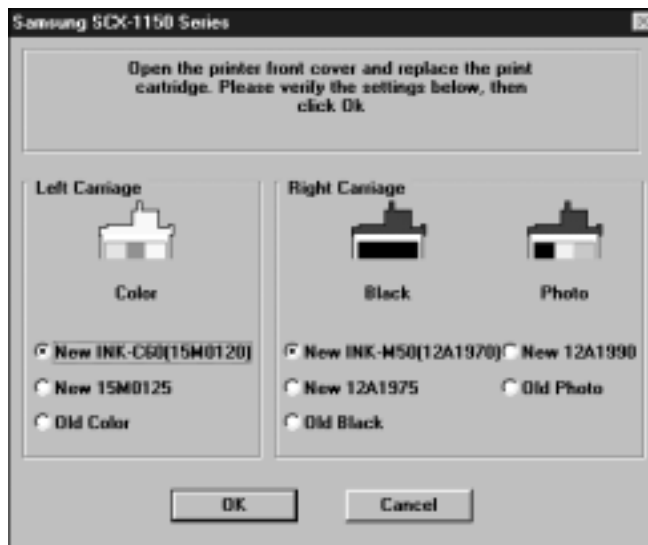 Samsung SCX-1150 Series
Open the printer front cover and replace the print
cartridge. Please verify the settings below, then
click Ok
Left Carriage
Right Carriage
Color
Black
Photo
New INK-C60(15M0120)
New INK-M50(12A1970)
New 12A1990
New 15M0125
New 12A1975
Old Photo
Old Color
Old Black
OK
Cancel